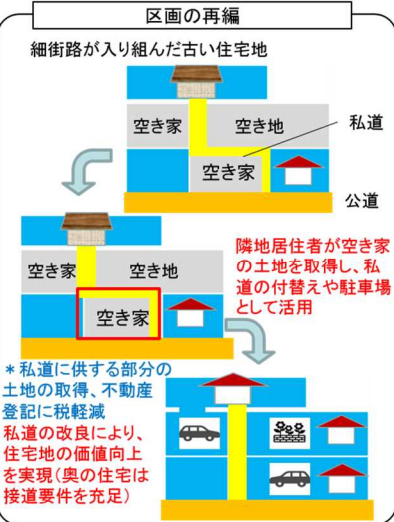 区画の再編
細街路が入り組んだ古い住宅地
空き家
空き地
私道
空き家
公道
隣地居住者が空き家
の土地を取得し、私
道の付替えや駐車場
として活用
空き家
空き地
空き家
＊私道に供する部分の
土地の取得、不動産
登記に税軽減
私道の改良により、
住宅地の価値向上
を実現(奥の住宅は
接道要件を充足)